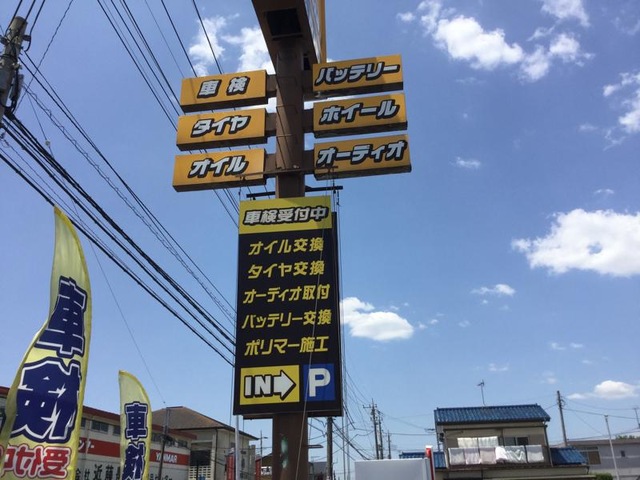 車検
バッテリー
タイヤ
ホイール
オイル
オーディオ
車検受付中
オイル交換
タイヤ交換
オーディオ取付
バッテリー交換
ポリマー施工
IN
P
車検
受付中
車検
YANMAR